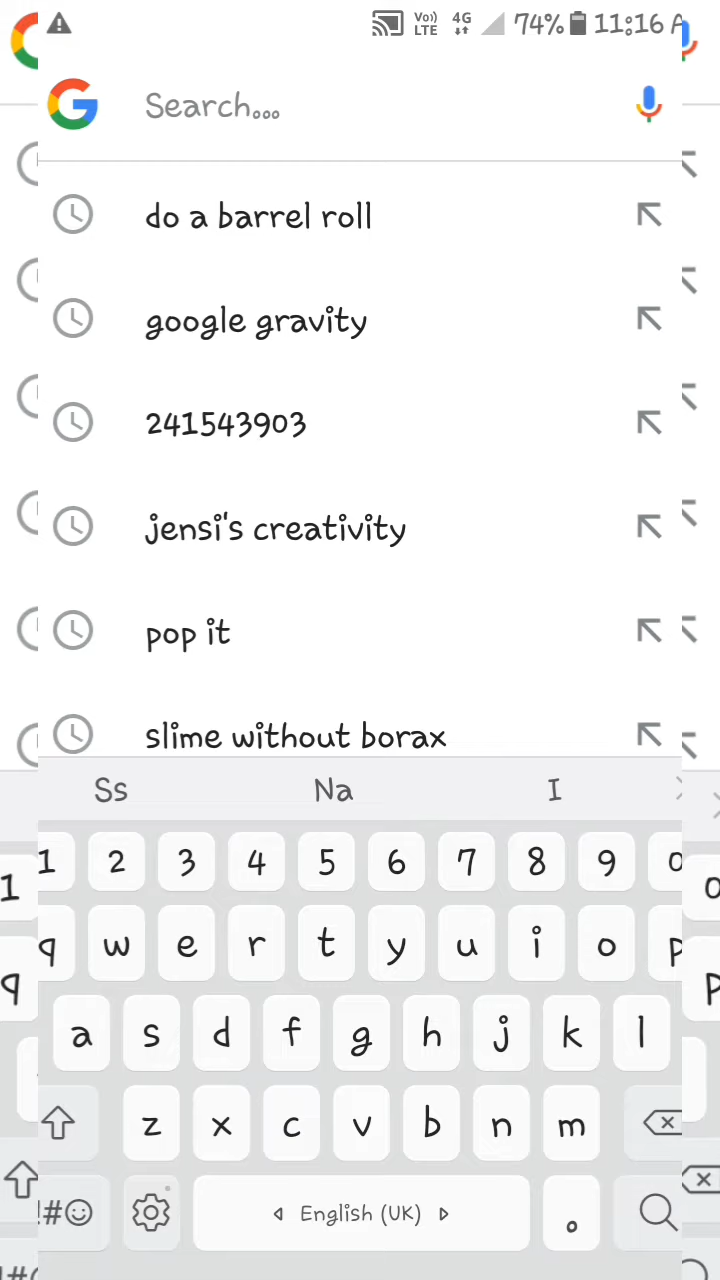 Vo)) LTE 4G 74% 11:16 A
Search...
do a barrel roll
google gravity
241543903
jensi's creativity
pop it
slime without borax
Ss Na I
1 2 3 4 5 6 7 8 9 0
q w e r t y u i o p
a s d f g h j k l
z x c v b n m
!#☺ English (UK) .